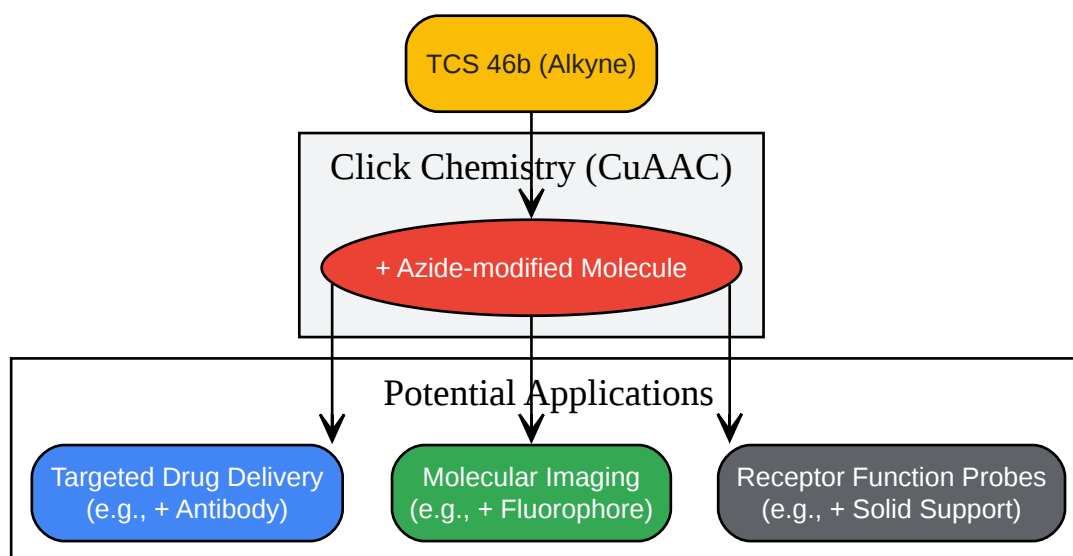 TCS 46b (Alkyne)
Click Chemistry (CuAAC)
+ Azide-modified Molecule
Potential Applications
Targeted Drug Delivery
(e.g., + Antibody)
Molecular Imaging
(e.g., + Fluorophore)
Receptor Function Probes
(e.g., + Solid Support)